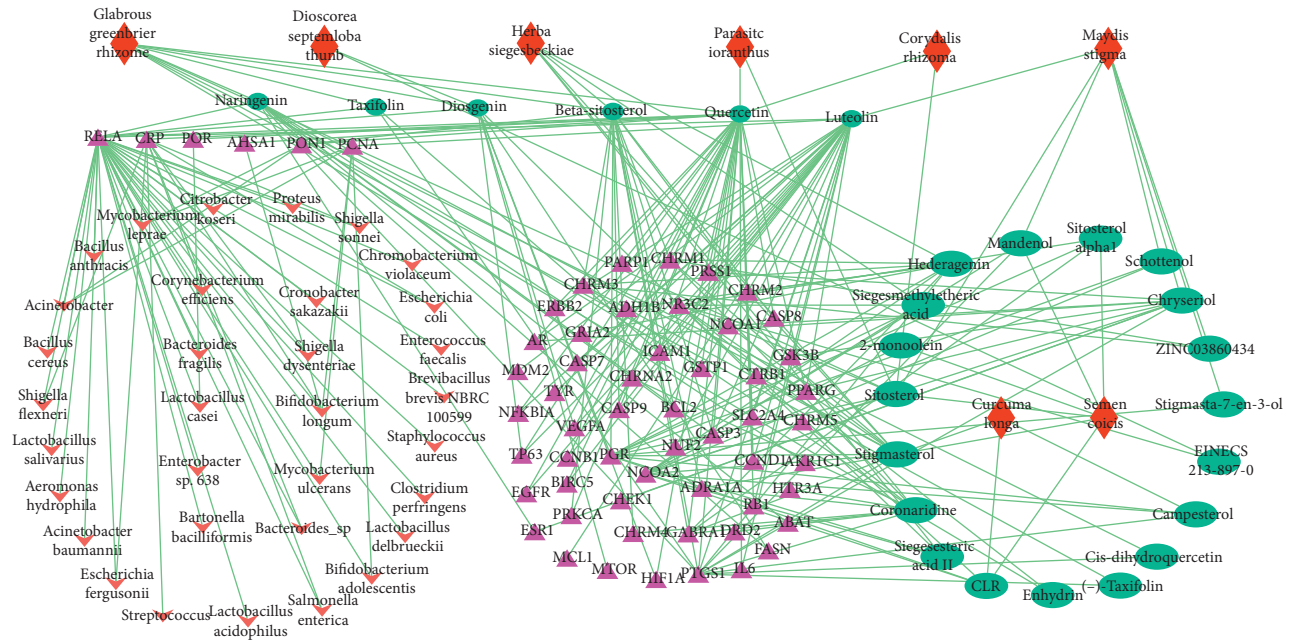 Glabrous
greenbrier
rhizome
Dioscorea
septemloba
thunb
Herba
siegesbeckiae
Parasitc
ioranthus
Corydalis
rhizoma
Maydis
stigma
Naringenin
Taxifolin
Diosgenin
Beta-sitosterol
Quercetin
Luteolin
RELA
CRP
POR
AHSA1
PON1
PCNA
Mycobacterium
leprae
Citrobacter
koseri
Proteus
mirabilis
Shigella
sonnei
Bacillus
anthracis
Chromobacterium
violaceum
Corynebacterium
efficiens
Acinetobacter
Cronobacter
sakazakii
Escherichia
coli
Bacillus
cereus
Bacteroides
fragilis
Shigella
dysenteriae
Enterococcus
faecalis
Brevibacillus
brevis NBRC
100599
Shigella
flexneri
Lactobacillus
casei
Bifidobacterium
longum
Lactobacillus
salivarius
Staphylococcus
aureus
Enterobacter
sp. 638
Mycobacterium
ulcerans
Aeromonas
hydrophila
Clostridium
perfringens
Acinetobacter
baumannii
Bartonella
bacilliformis
Bacteroides_sp
Lactobacillus
delbrueckii
Escherichia
fergusonii
Bifidobacterium
adolescentis
Streptococcus
Lactobacillus
acidophilus
Salmonella
enterica
PARP1
CHRM1
PRSS1
CHRM3
CHRM2
ERBB2
ADH1B
NR3C2
NCOA1
CASP8
AR
GRIA2
ICAM1
GSK3B
MDM2
CASP7
CHRNA2
GSTP1
CTRB1
PPARG
TYR
NFKBIA
CASP9
BCL2
SLC2A4
CHRM5
VEGFA
CASP3
TP63
CCNB1
PGR
NUF2
CCND1
AKR1C1
NCOA2
EGFR
BIRC5
CHEK1
ADRA1A
HTR3A
RB1
PRKCA
ESR1
CHRM4
GABRA1
DRD2
ABAT
MCL1
MTOR
HIF1A
PTGS1
IL6
FASN
Mandenol
Sitosterol
alpha1
Hederagenin
Schottenol
Siegesmyletheric
acid
Chryseriol
2-monoolein
ZINC03860434
Sitosterol
Curcuma
longa
Semen
coicis
Stigmasta-7-en-3-ol
Stigmasterol
EINECS
213-897-0
Coronaridine
Campesterol
Siegesesteric
acid II
Cis-dihydroquercetin
CLR
Enhydrin
(−)-Taxifolin